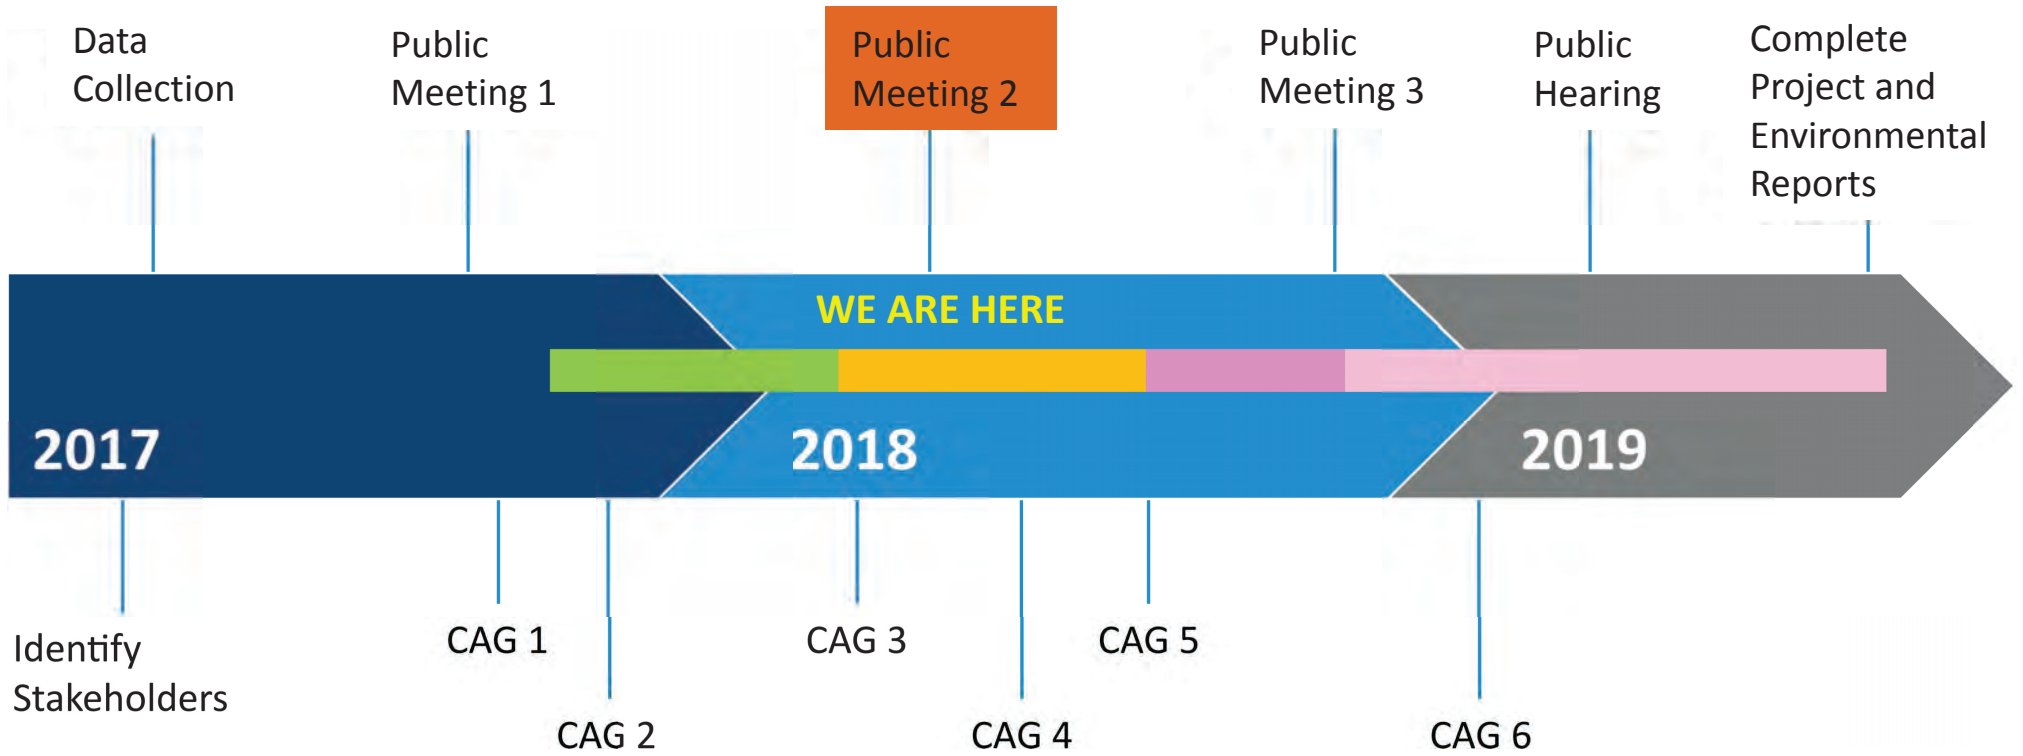 Data
Collection
Public
Meeting 1
Public
Meeting 2
Public
Meeting 3
Public
Hearing
Complete
Project and
Environmental
Reports
WE ARE HERE
2017
2018
2019
Identify
Stakeholders
CAG 1
CAG 2
CAG 3
CAG 4
CAG 5
CAG 6